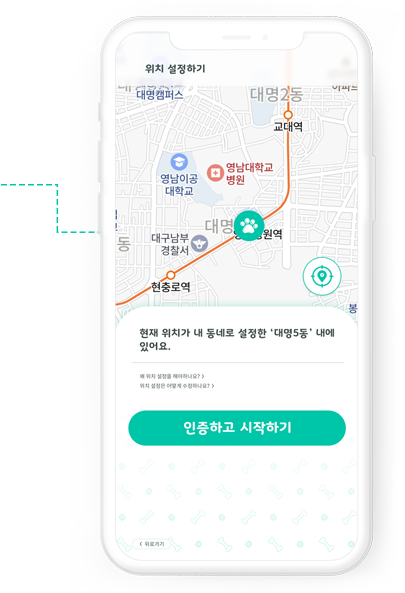 위치 설정하기
대명캠퍼스
대명2동
교대역
영남대학교
병원
영남이공
대학교
대명
병원역
대구남부
경찰서
동
현충로역
봉
현재 위치가 내 동네로 설정한 ‘대명5동’ 내에
있어요.
왜 위치 설정을 해야하나요? 〉
위치 설정은 어떻게 수정하나요? 〉
인증하고 시작하기
〈 뒤로가기